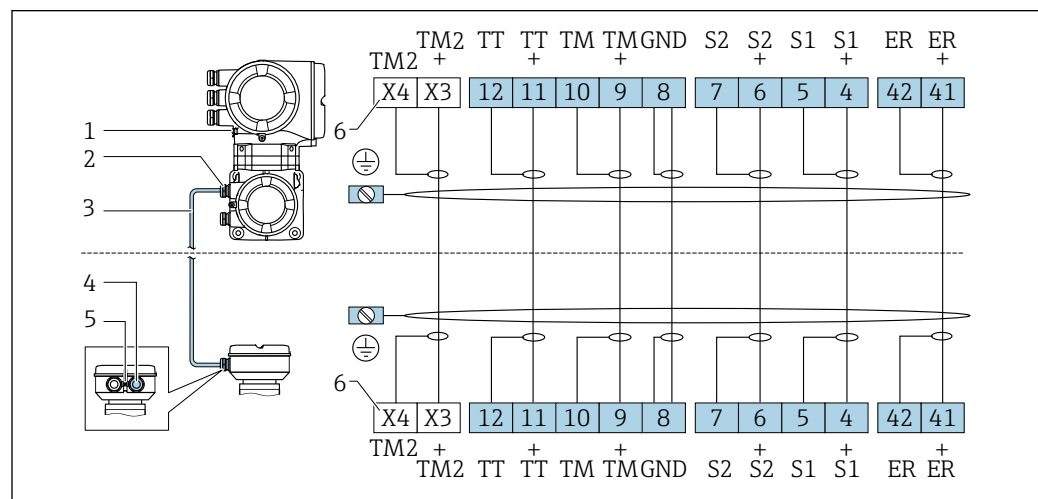 TM2 TT TT TM TM GND S2 S2 S1 S1 ER ER
TM2 + + + + + +
X4 X3 12 11 10 9 8 7 6 5 4 42 41
6
1
2
3
4
5
6
X4 X3 12 11 10 9 8 7 6 5 4 42 41
TM2 + + + + + +
TM2 TT TT TM TM GND S2 S2 S1 S1 ER ER